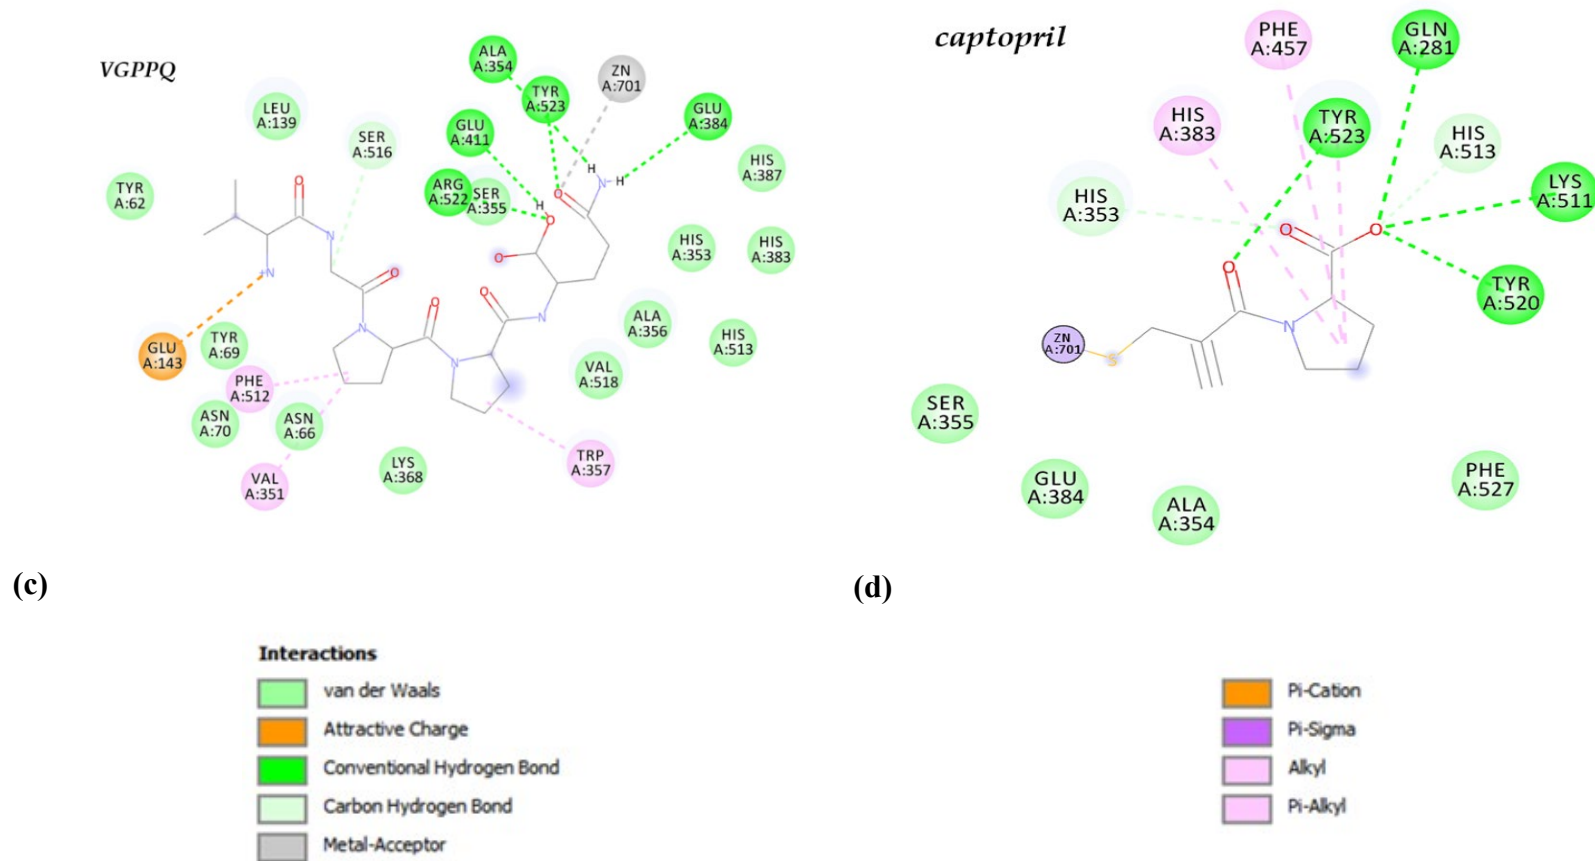 VGPPQ
ALA
A:354
TYR
A:523
ZN
A:701
GLU
A:384
LEU
A:139
GLU
A:411
SER
A:516
HIS
A:387
TYR
A:62
ARG
A:522
SER
A:355
HIS
A:353
HIS
A:383
GLU
A:143
TYR
A:69
ALA
A:356
HIS
A:513
PHE
A:512
VAL
A:518
ASN
A:70
ASN
A:66
VAL
A:351
LYS
A:368
TRP
A:357
O
N
+N
O
N
O
O
N
O
N
O
H
O
O
N
H
H
(c)
captopril
PHE
A:457
GLN
A:281
HIS
A:383
TYR
A:523
HIS
A:513
HIS
A:353
LYS
A:511
TYR
A:520
ZN
A:701
SER
A:355
GLU
A:384
ALA
A:354
PHE
A:527
O
O
O
N
S
(d)
Interactions
van der Waals
Attractive Charge
Conventional Hydrogen Bond
Carbon Hydrogen Bond
Metal-Acceptor
Pi-Cation
Pi-Sigma
Alkyl
Pi-Alkyl